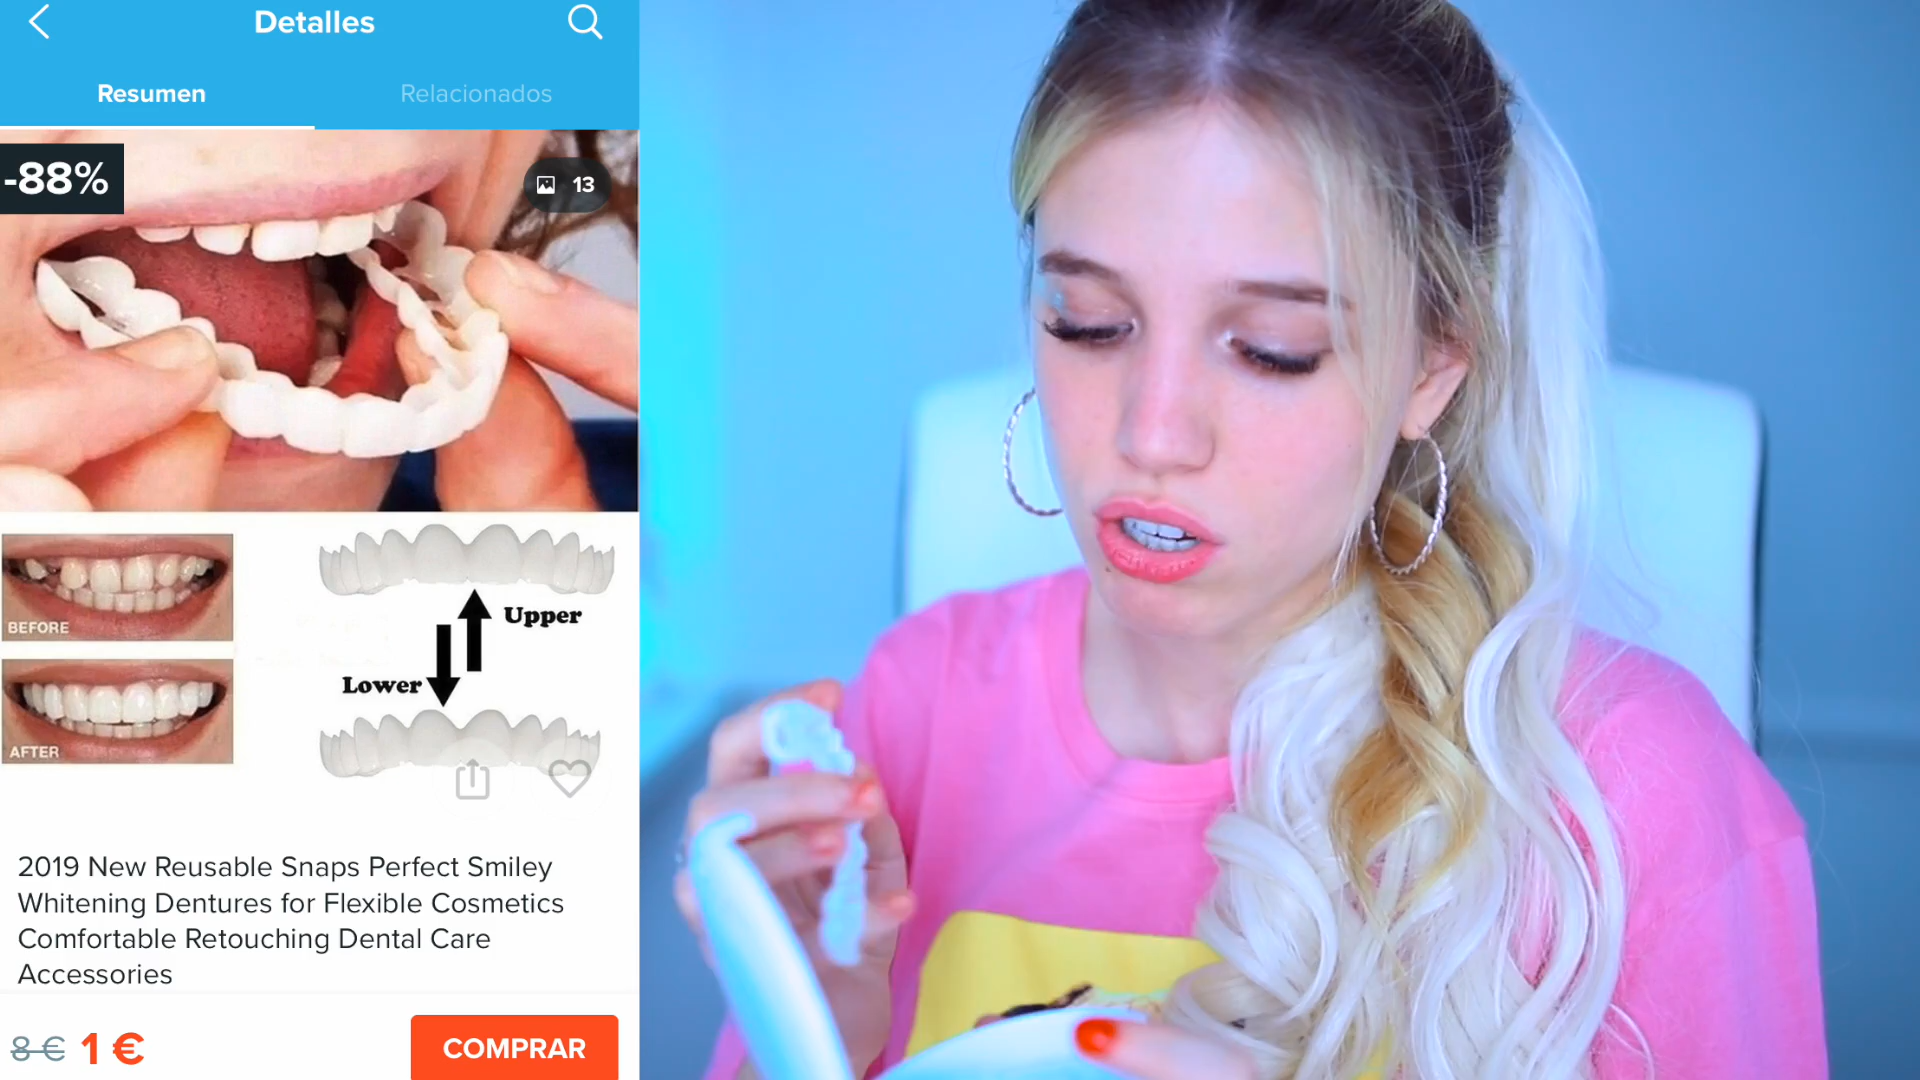 Detalles
Resumen
Relacionados
-88%
13
BEFORE
AFTER
Upper
Lower
2019 New Reusable Snaps Perfect Smiley
Whitening Dentures for Flexible Cosmetics
Comfortable Retouching Dental Care
Accessories
8 €
1 €
COMPRAR